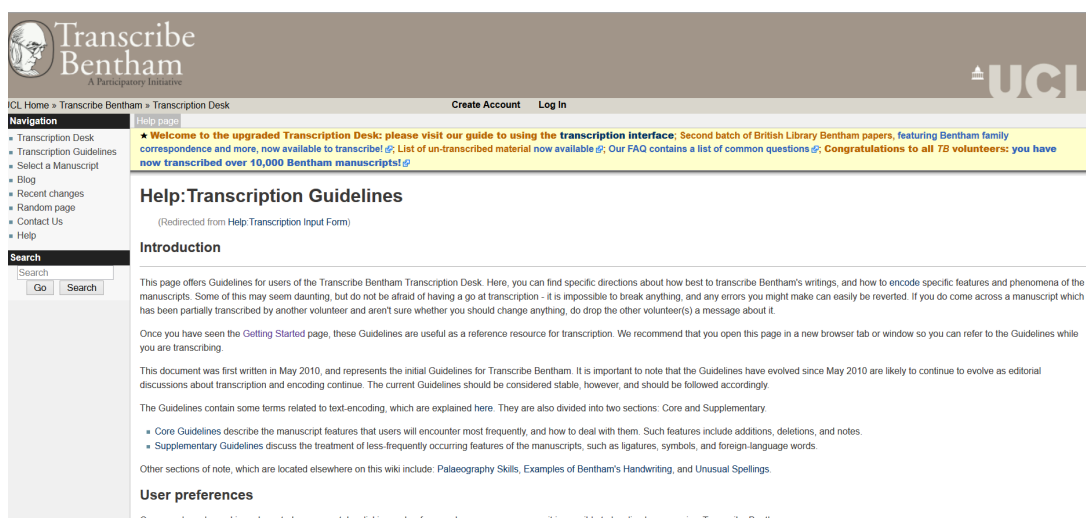 Transcribe
Bentham
A Participatory Initiative
UCL
UCL Home » Transcribe Bentham » Transcription Desk
Create Account Log In
Navigation
Transcription Desk
Transcription Guidelines
Select a Manuscript
Blog
Recent changes
Random page
Contact Us
Help
Search
Search
Go Search
Help page
★ Welcome to the upgraded Transcription Desk: please visit our guide to using the transcription interface; Second batch of British Library Bentham papers, featuring Bentham family
correspondence and more, now available to transcribe!; List of un-transcribed material now available; Our FAQ contains a list of common questions; Congratulations to all TB volunteers: you have
now transcribed over 10,000 Bentham manuscripts!
Help:Transcription Guidelines
(Redirected from Help:Transcription Input Form)
Introduction
This page offers Guidelines for users of the Transcribe Bentham Transcription Desk. Here, you can find specific directions about how best to transcribe Bentham's writings, and how to encode specific features and phenomena of the
manuscripts. Some of this may seem daunting, but do not be afraid of having a go at transcription - it is impossible to break anything, and any errors you might make can easily be reverted. If you do come across a manuscript which
has been partially transcribed by another volunteer and aren't sure whether you should change anything, do drop the other volunteer(s) a message about it.
Once you have seen the Getting Started page, these Guidelines are useful as a reference resource for transcription. We recommend that you open this page in a new browser tab or window so you can refer to the Guidelines while
you are transcribing.
This document was first written in May 2010, and represents the initial Guidelines for Transcribe Bentham. It is important to note that the Guidelines have evolved since May 2010 are likely to continue to evolve as editorial
discussions about transcription and encoding continue. The current Guidelines should be considered stable, however, and should be followed accordingly.
The Guidelines contain some terms related to text-encoding, which are explained here. They are also divided into two sections: Core and Supplementary.
Core Guidelines describe the manuscript features that users will encounter most frequently, and how to deal with them. Such features include additions, deletions, and notes.
Supplementary Guidelines discuss the treatment of less-frequently occurring features of the manuscripts, such as ligatures, symbols, and foreign-language words.
Other sections of note, which are located elsewhere on this wiki include: Palaeography Skills, Examples of Bentham's Handwriting, and Unusual Spellings.
User preferences